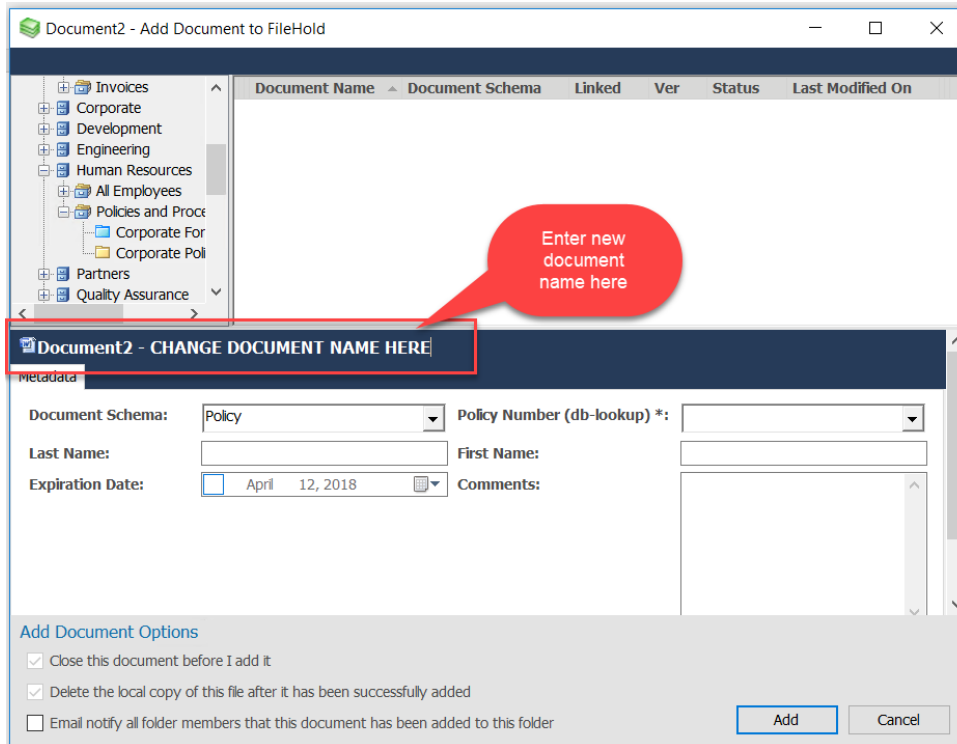 Document2 - Add Document to FileHold
Invoices
Corporate
Development
Engineering
Human Resources
All Employees
Policies and Proce
Corporate For
Corporate Poli
Partners
Quality Assurance
Document Name Document Schema Linked Ver Status Last Modified On
Enter new
document
name here
Document2 - CHANGE DOCUMENT NAME HERE
Metadata
Document Schema: Policy Policy Number (db-lookup) *:
Last Name: First Name:
Expiration Date: April 12, 2018 Comments:
Add Document Options
Close this document before I add it
Delete the local copy of this file after it has been successfully added
Email notify all folder members that this document has been added to this folder
Add Cancel